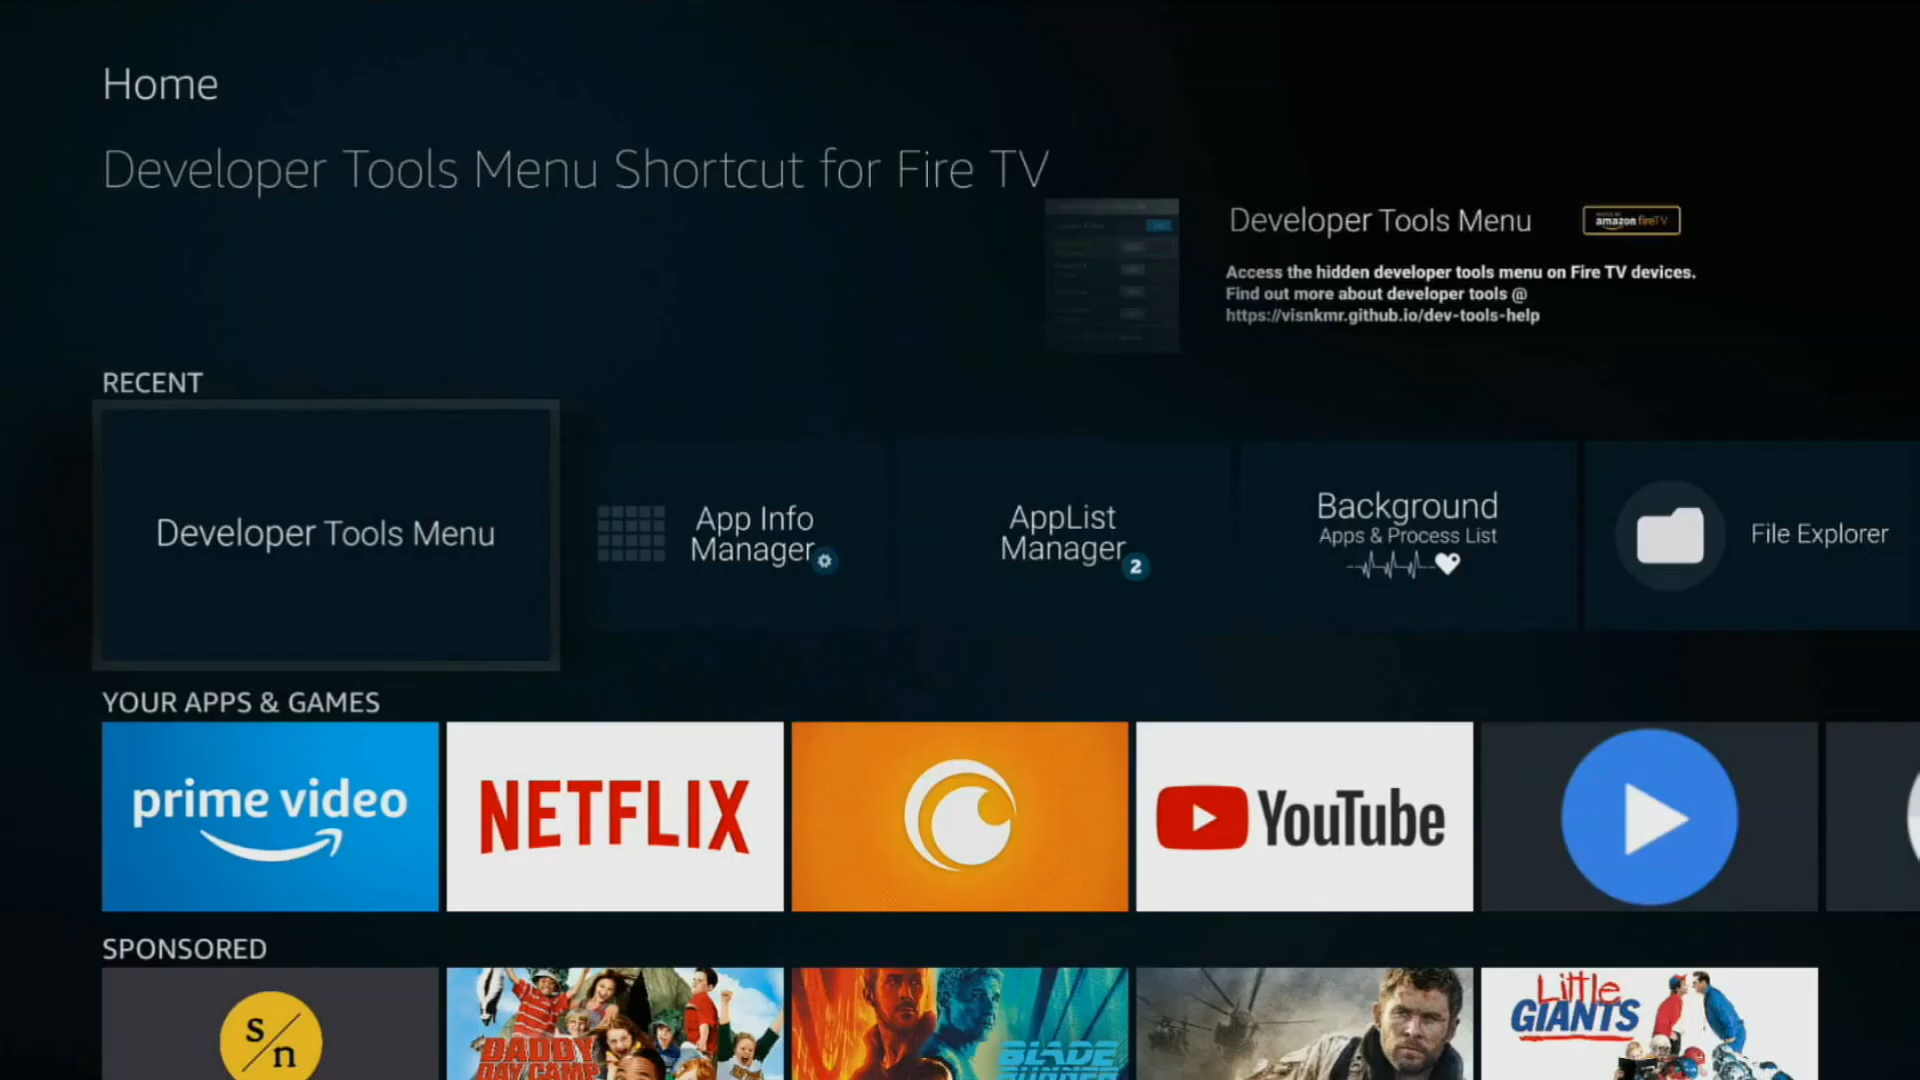 Home
Developer Tools Menu Shortcut for Fire TV
Developer Tools Menu
amazon fireTV
Access the hidden developer tools menu on Fire TV devices.
Find out more about developer tools @
https://visnkmr.github.io/dev-tools-help
RECENT
Developer Tools Menu
App Info
Manager
AppList
Manager
2
Background
Apps & Process List
File Explorer
YOUR APPS & GAMES
prime video
NETFLIX
YouTube
SPONSORED
s/n
DADDY
DAY CAMP
BLADE
RUNNER
Little
GIANTS